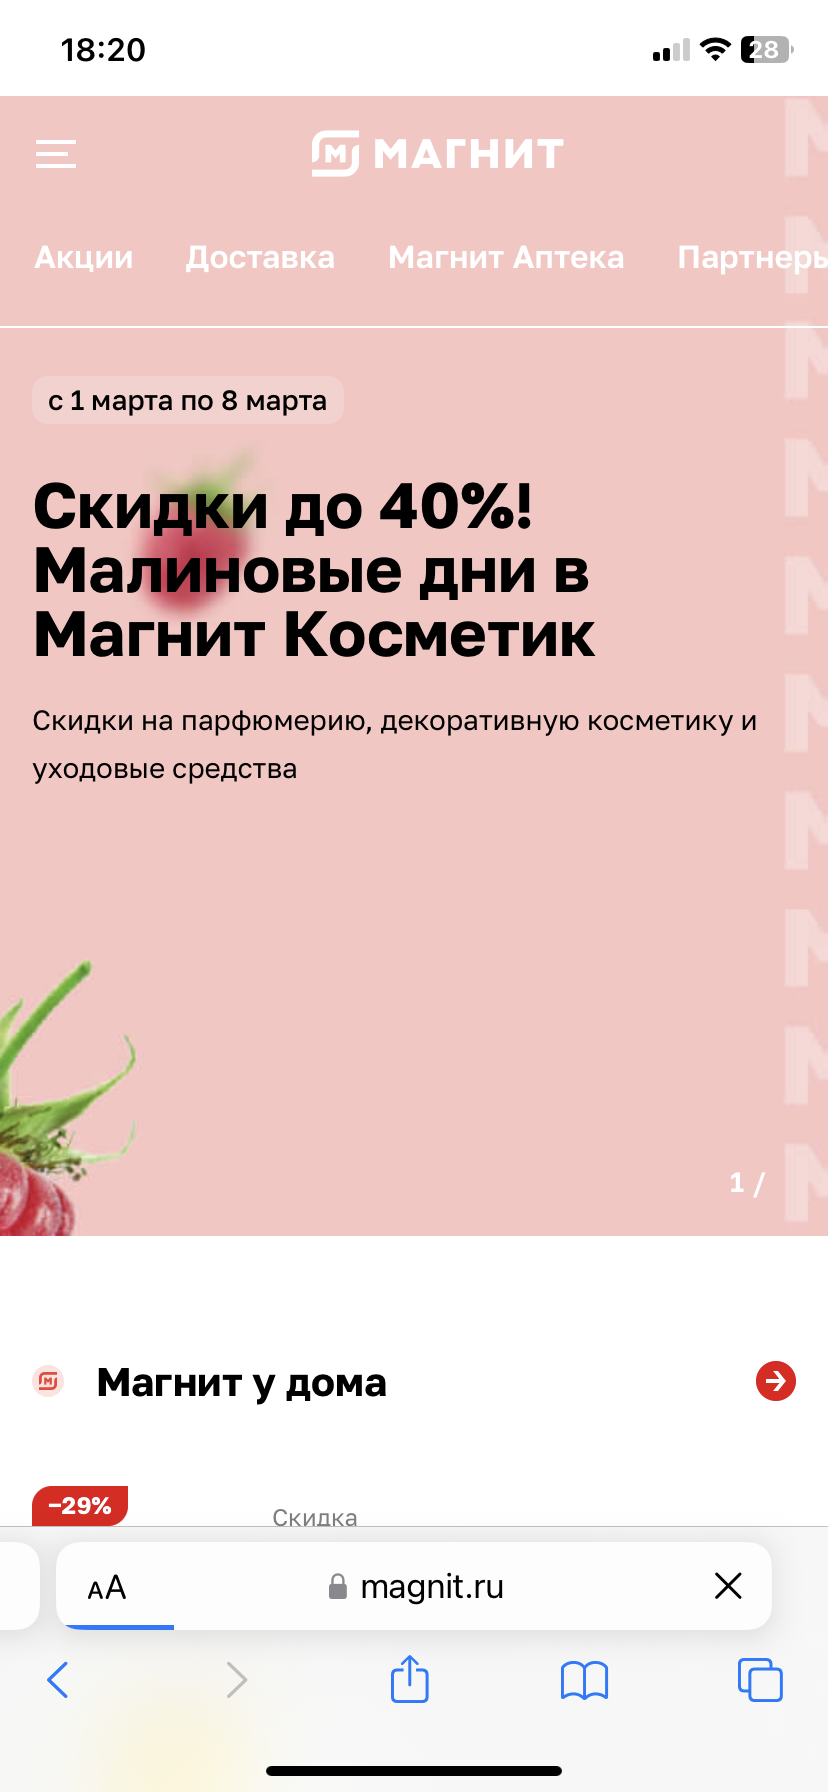 18:20
28
МАГНИТ
Акции Доставка Магнит Аптека Партнеры
с 1 марта по 8 марта
Скидки до 40%!
Малиновые дни в
Магнит Косметик
Скидки на парфюмерию, декоративную косметику и
уходовые средства
1 /
Магнит у дома
−29%
Скидка
AA magnit.ru